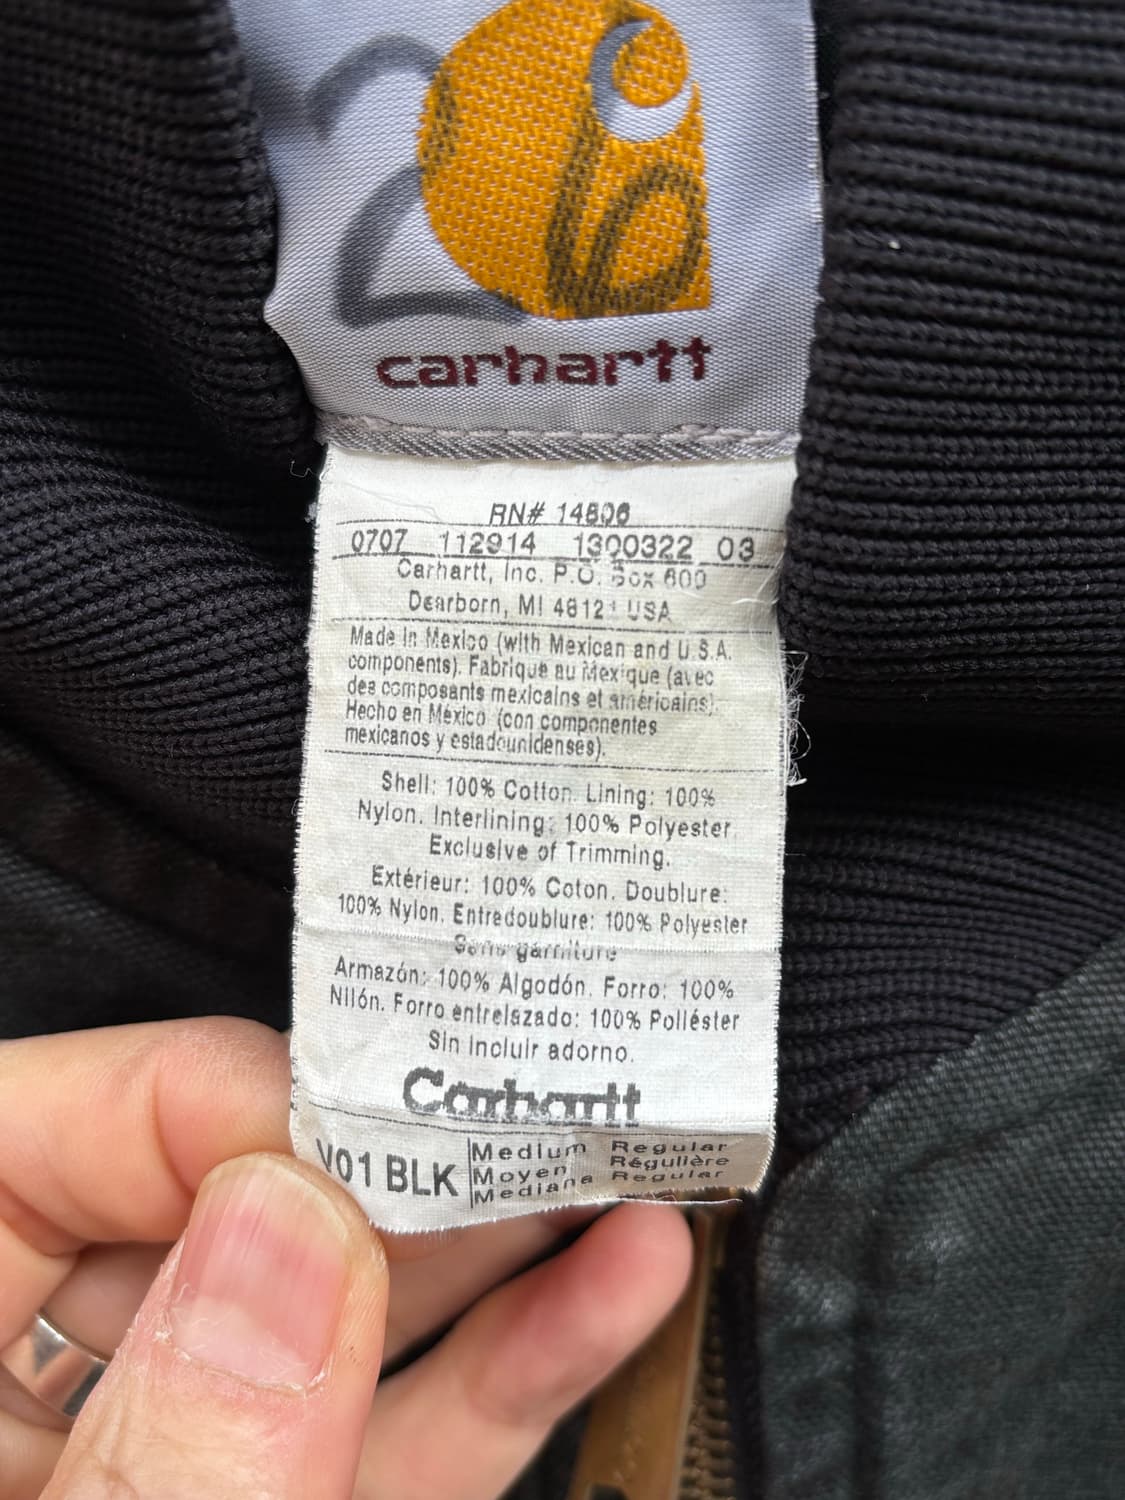 26
carhartt
RN# 14806
0707 112914 1300322 03
Carhartt, Inc. P.O. Box 600
Dearborn, MI 48121 USA
Made in Mexico (with Mexican and U.S.A.
components). Fabriqué au Mexique (avec
des composants mexicains et américains).
Hecho en México (con componentes
mexicanos y estadounidenses).
Shell: 100% Cotton. Lining: 100%
Nylon. Interlining: 100% Polyester
Exclusive of Trimming.
Extérieur: 100% Coton. Doublure:
100% Nylon. Entredoublure: 100% Polyester
Sans garniture
Armazón: 100% Algodón. Forro: 100%
Nilón. Forro entrelazado: 100% Poliéster
Sin incluir adorno.
Carhartt
V01 BLK
Medium Regular
Moyen Régulière
Mediana Regular